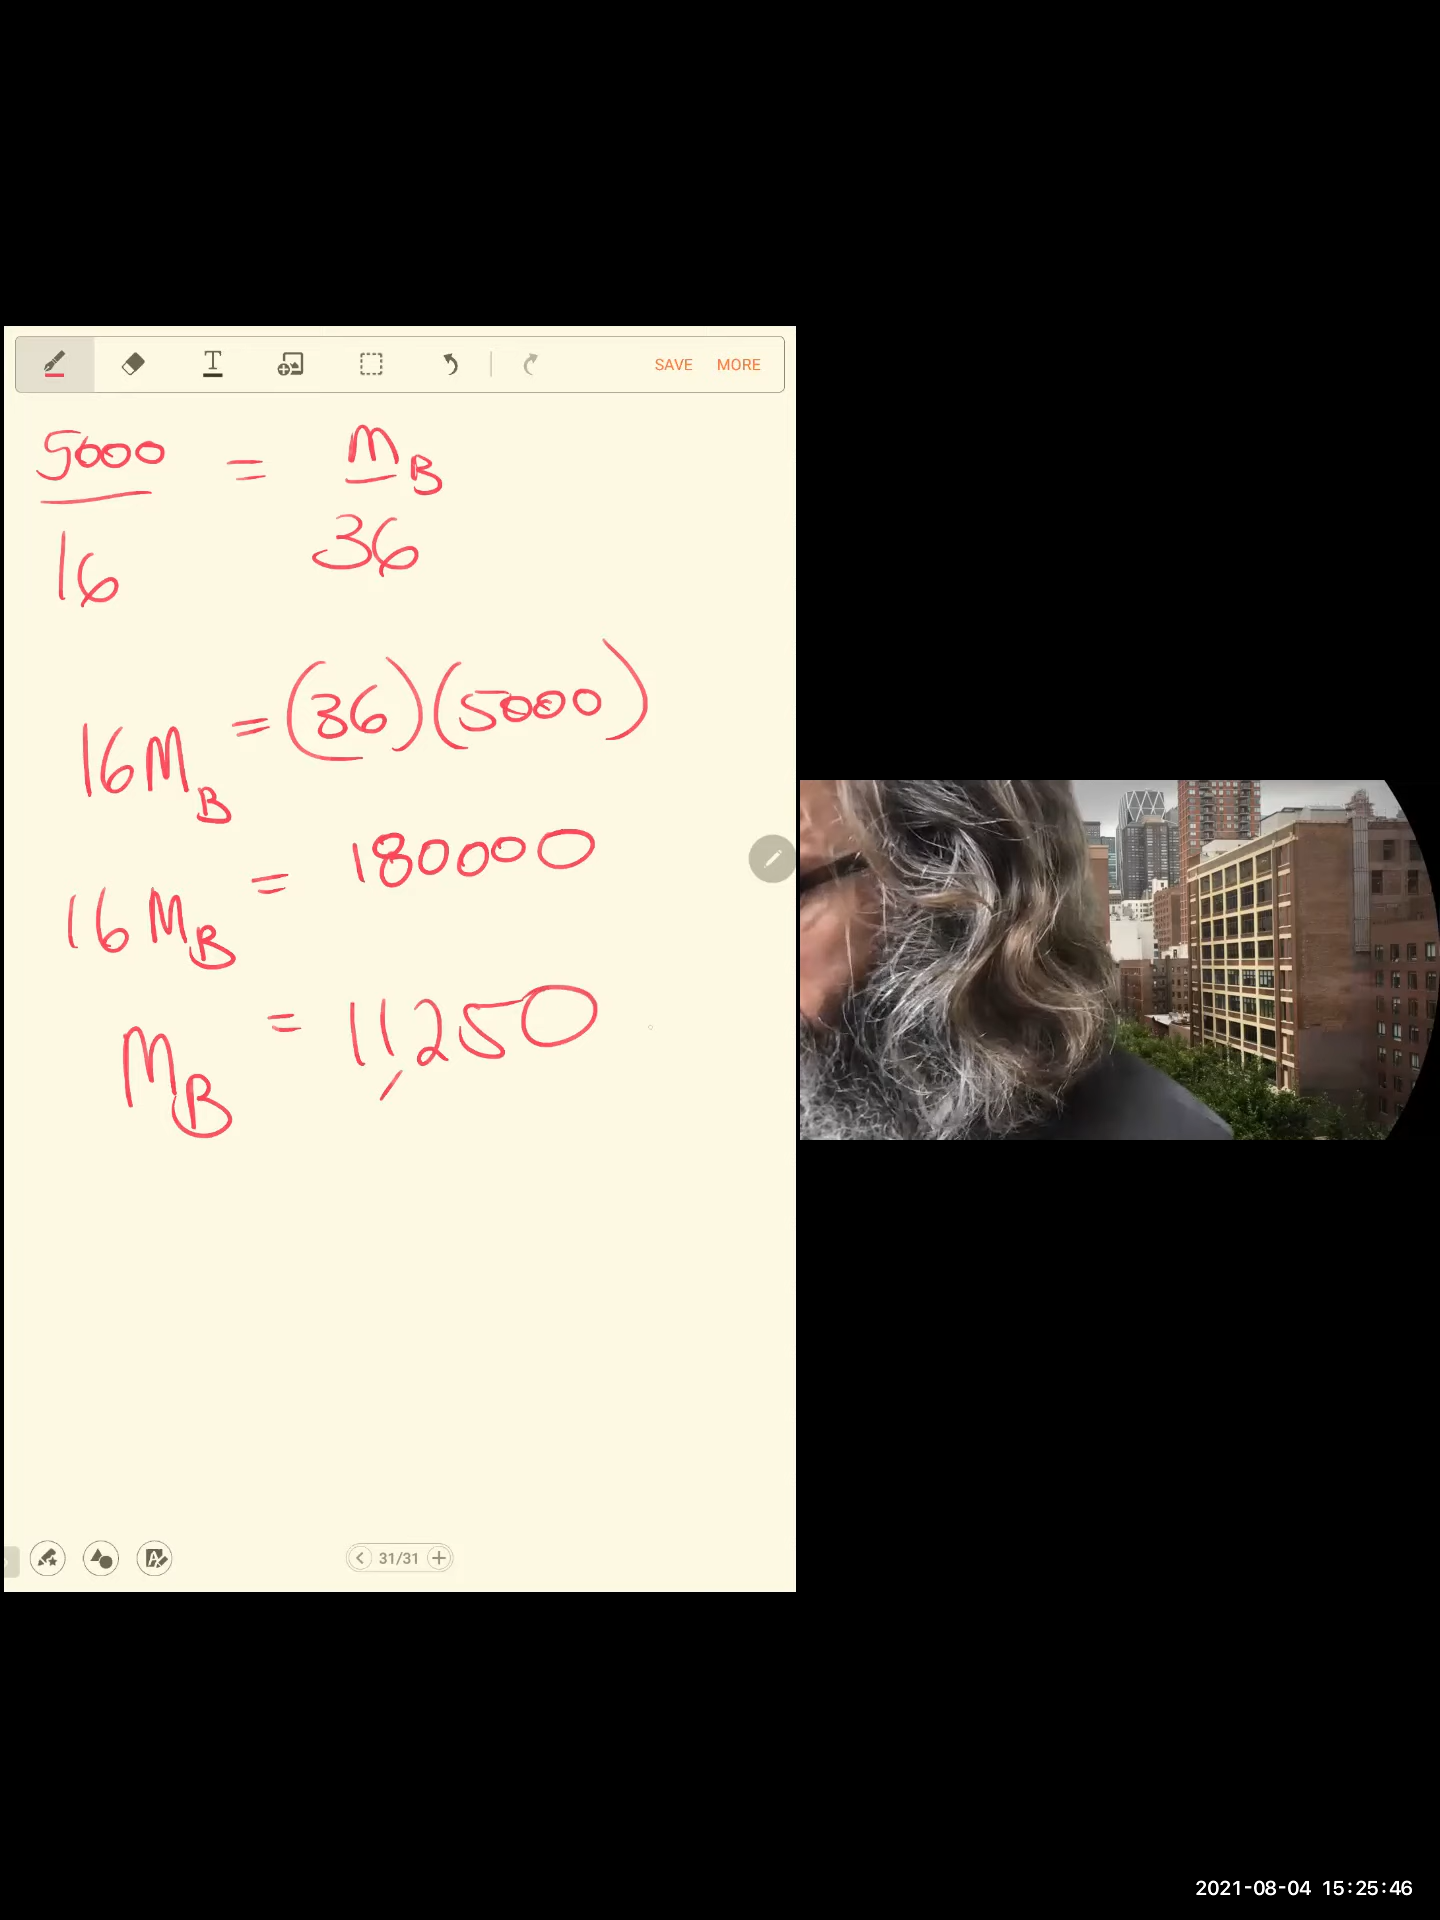 SAVE MORE
5000 = M_B
16 36
16M_B = (36)(5000)
16M_B = 180000
M_B = 11,250
31/31
2021-08-04 15:25:46